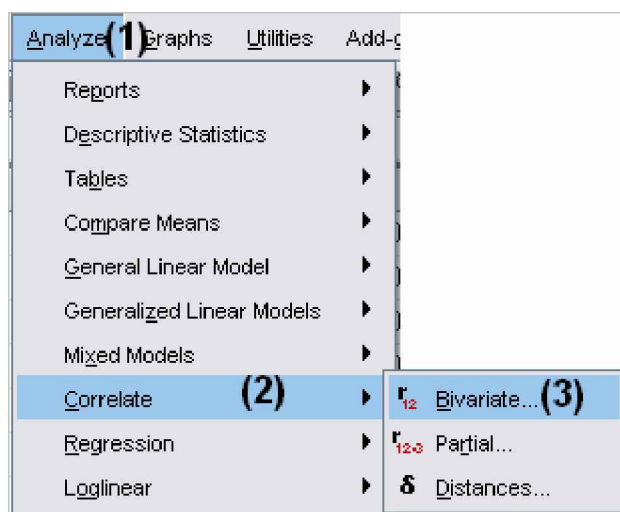 Analyze (1) Graphs Utilities Add-
Reports
Descriptive Statistics
Tables
Compare Means
General Linear Model
Generalized Linear Models
Mixed Models
Correlate (2)
r12 Bivariate... (3)
Regression
r12·3 Partial...
Loglinear
δ Distances...